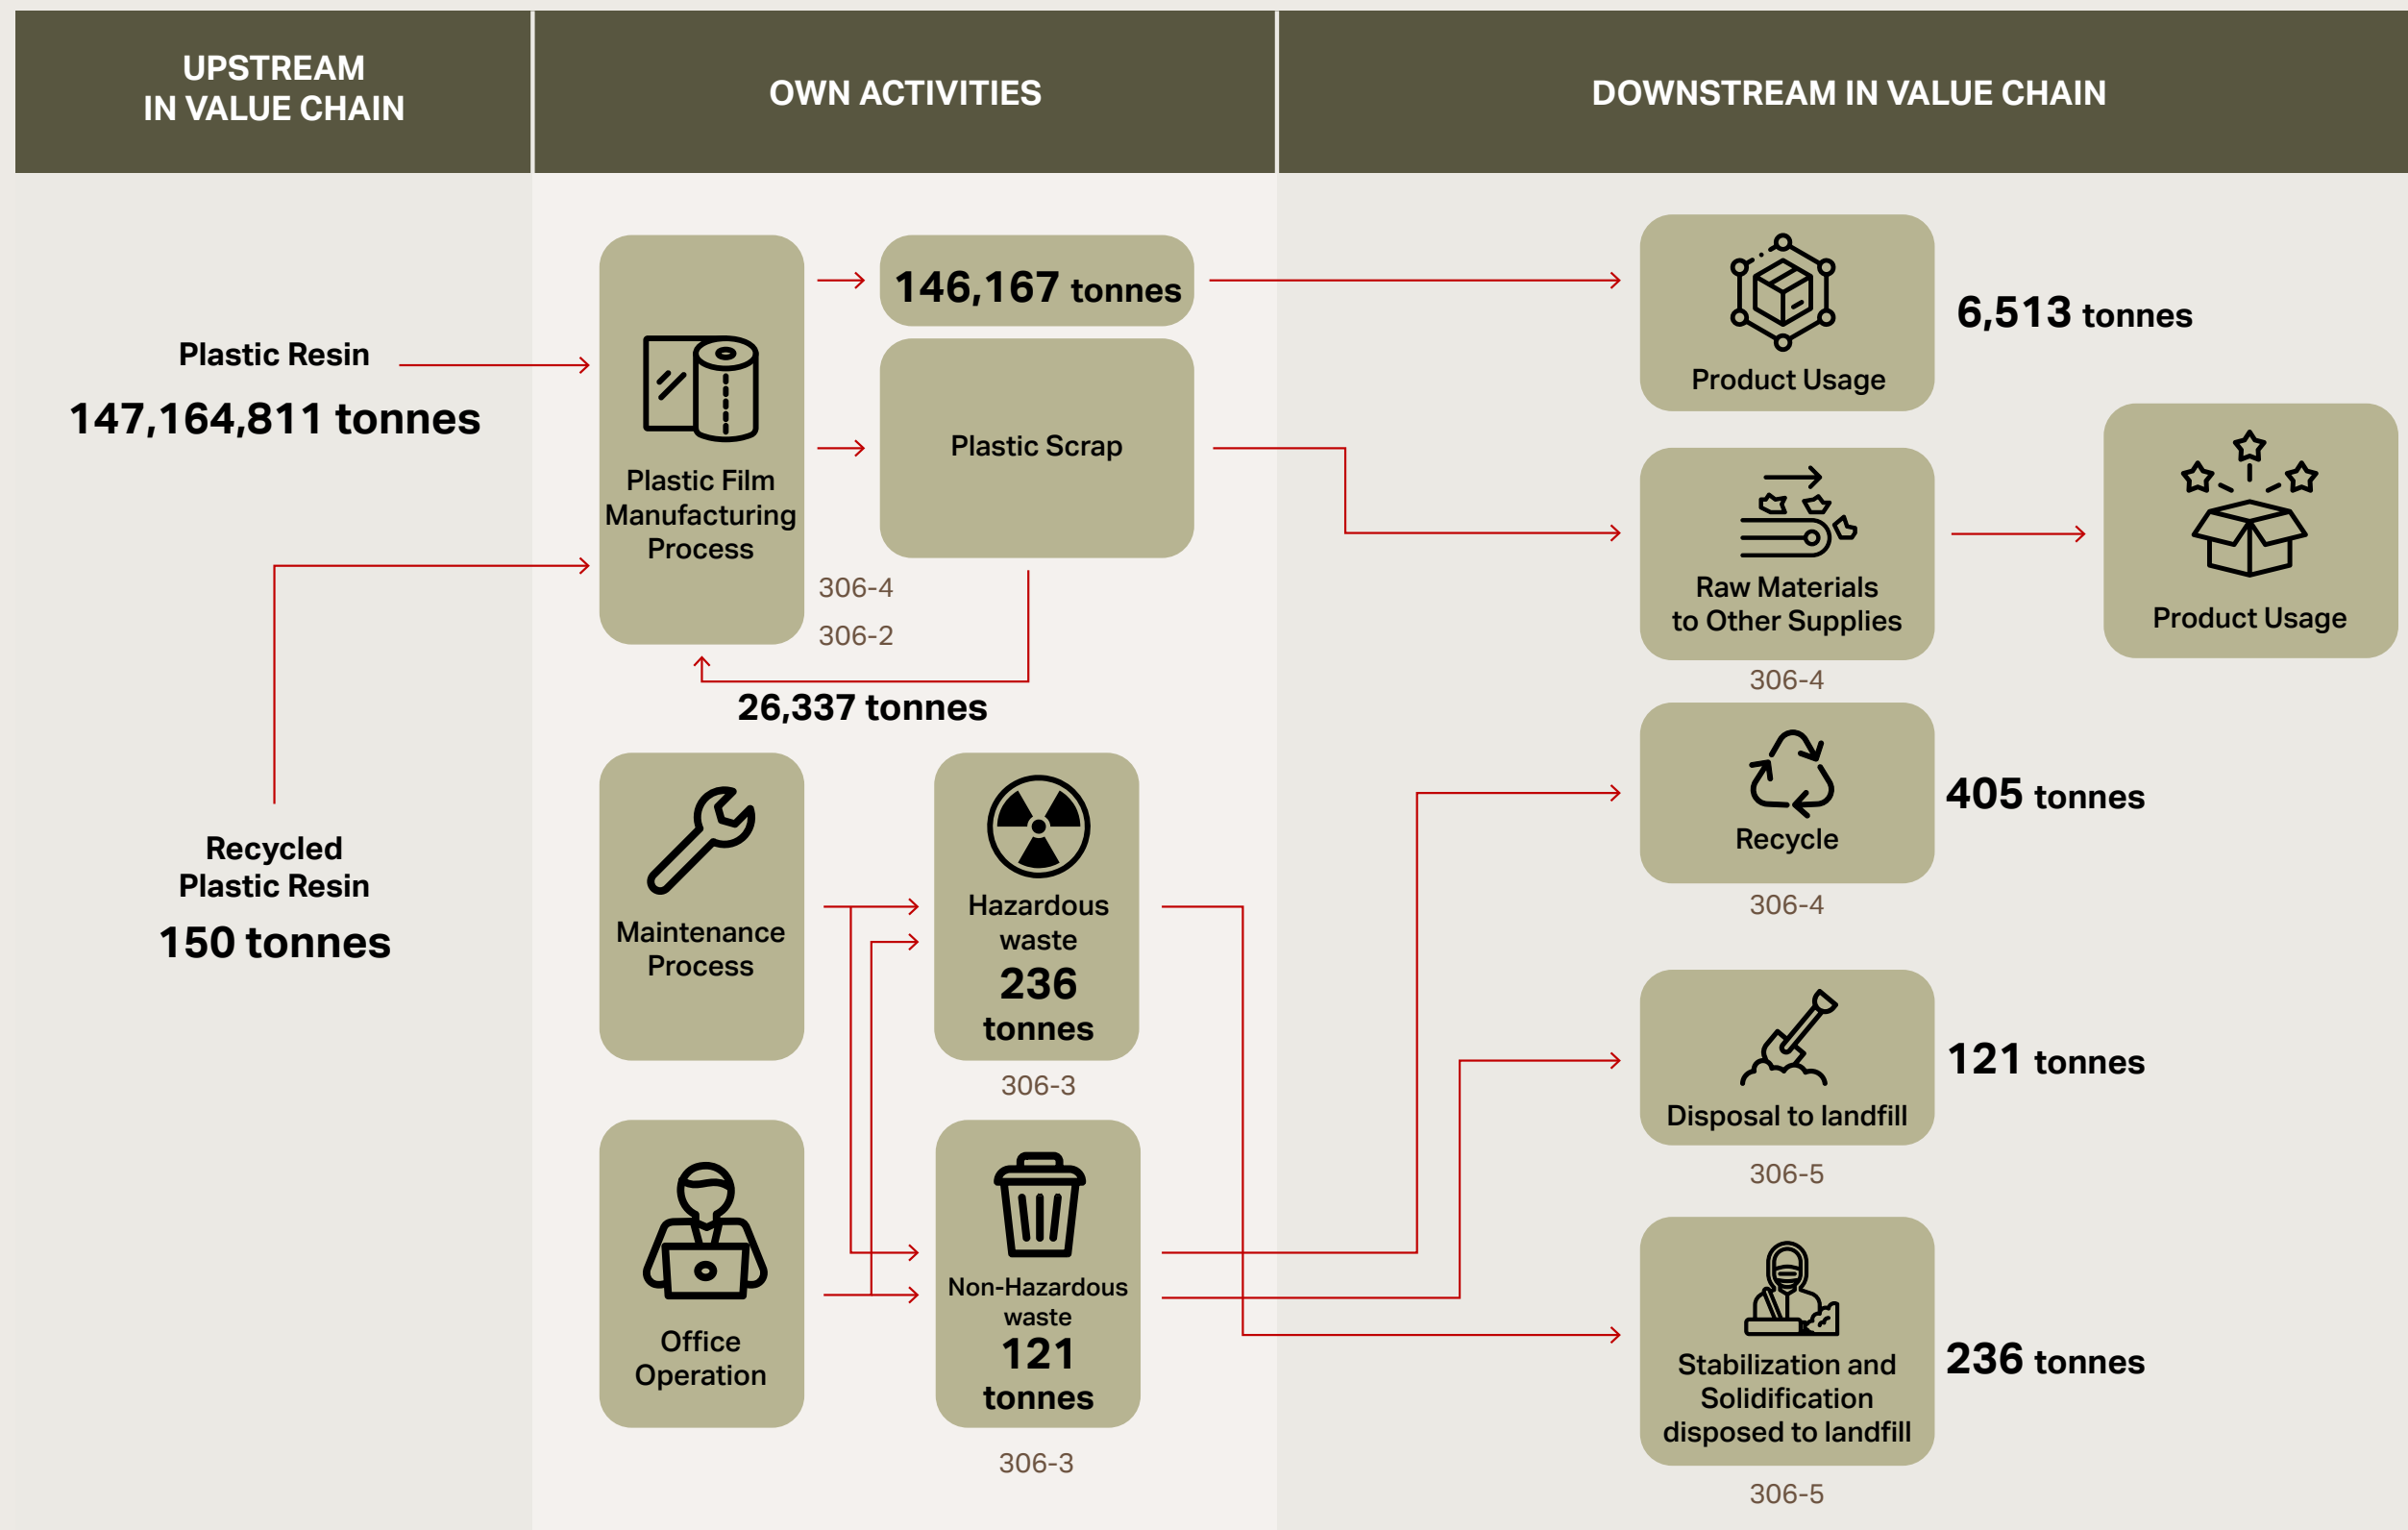 UPSTREAM
IN VALUE CHAIN
OWN ACTIVITIES
DOWNSTREAM IN VALUE CHAIN
Plastic Resin
147,164,811 tonnes
Recycled
Plastic Resin
150 tonnes
Plastic Film
Manufacturing
Process
146,167 tonnes
Plastic Scrap
306-4
306-2
26,337 tonnes
Maintenance
Process
Hazardous
waste
236
tonnes
306-3
Office
Operation
Non-Hazardous
waste
121
tonnes
306-3
Product Usage
6,513 tonnes
Raw Materials
to Other Supplies
306-4
Product Usage
Recycle
405 tonnes
306-4
Disposal to landfill
121 tonnes
306-5
Stabilization and
Solidification
disposed to landfill
236 tonnes
306-5